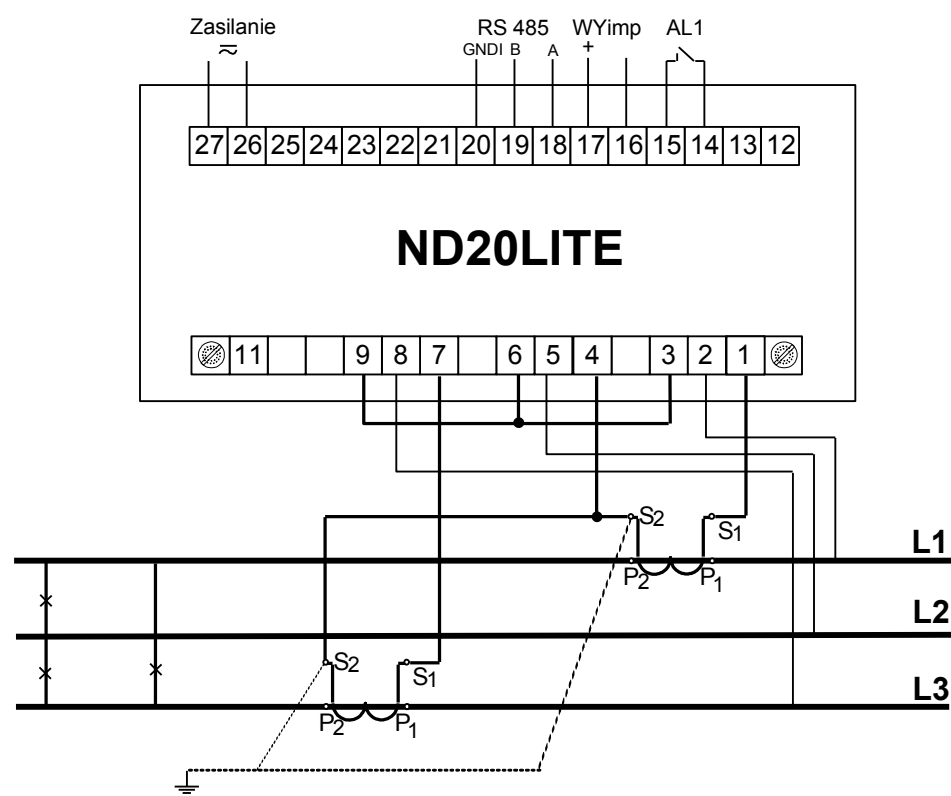 Zasilanie RS 485 WYimp AL1
GNDI B A +
27 26 25 24 23 22 21 20 19 18 17 16 15 14 13 12
ND20LITE
11 9 8 7 6 5 4 3 2 1
S2 S1
L1
P2 P1
L2
S2 S1
L3
P2 P1